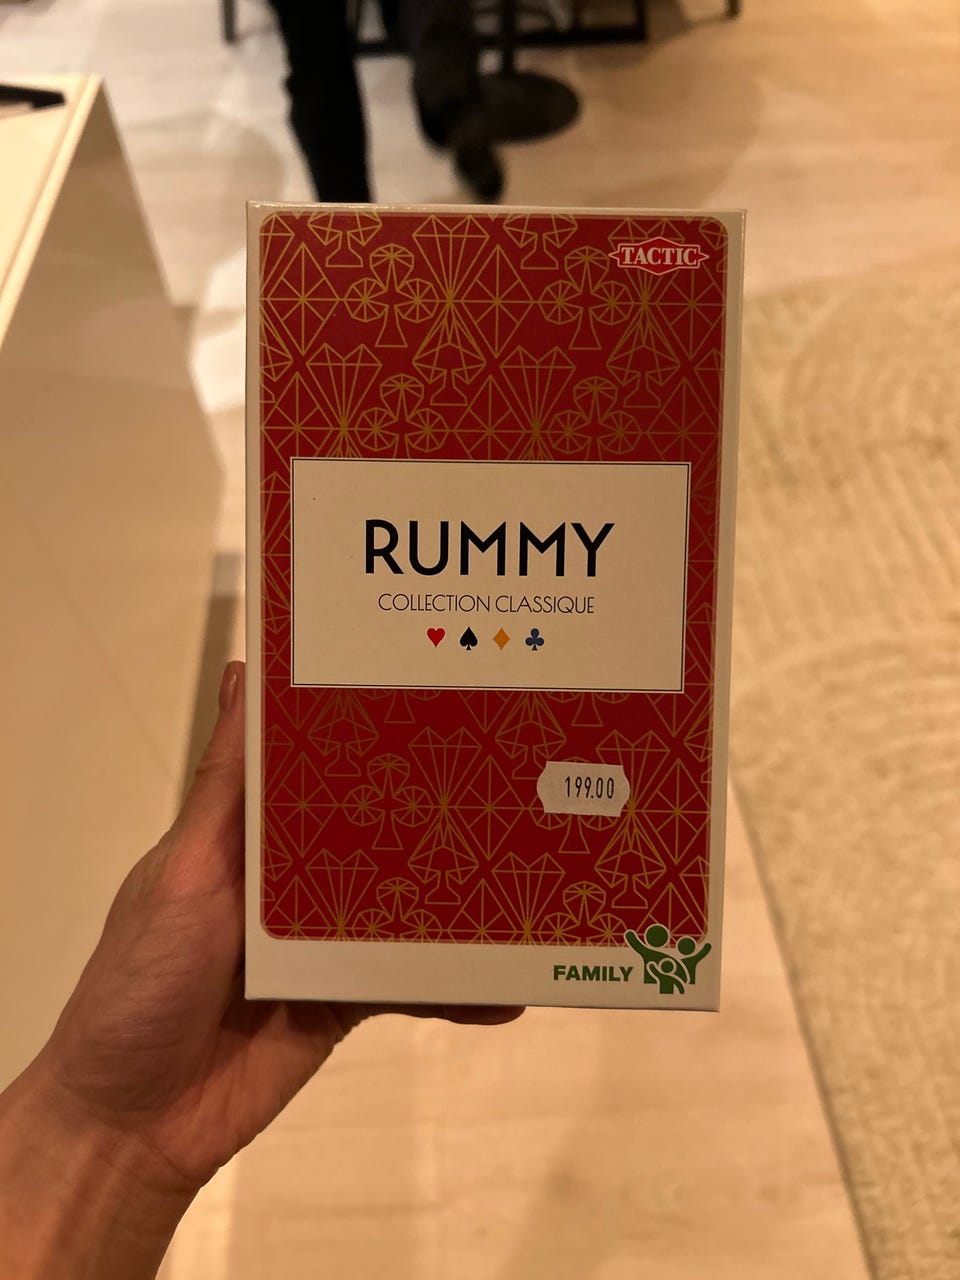 TACTIC
RUMMY
COLLECTION CLASSIQUE
199.00
FAMILY